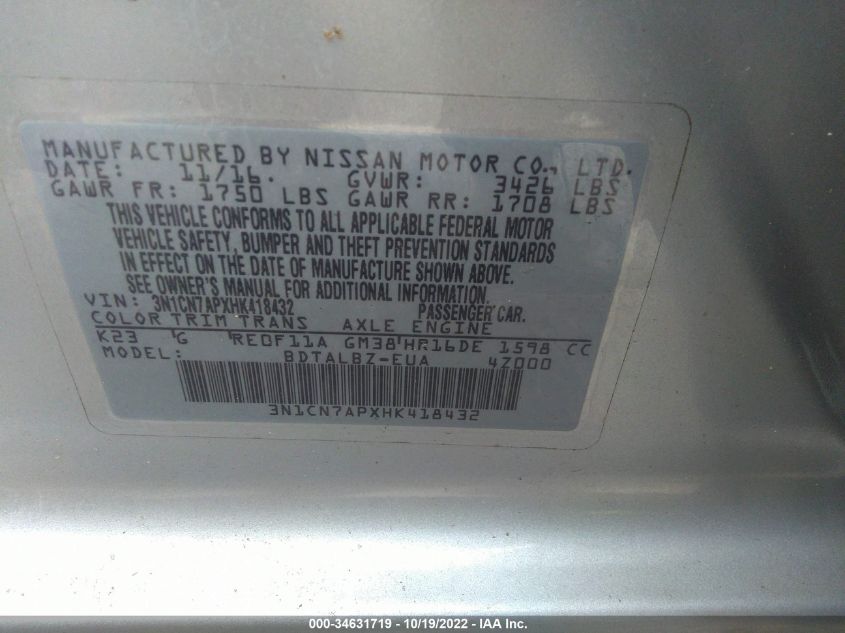 MANUFACTURED BY NISSAN MOTOR CO., LTD.
DATE: 11/16. GVWR: 3426 LBS
GAWR FR: 1750 LBS GAWR RR: 1708 LBS
THIS VEHICLE CONFORMS TO ALL APPLICABLE FEDERAL MOTOR
VEHICLE SAFETY, BUMPER AND THEFT PREVENTION STANDARDS
IN EFFECT ON THE DATE OF MANUFACTURE SHOWN ABOVE.
SEE OWNER'S MANUAL FOR ADDITIONAL INFORMATION.
VIN: 3N1CN7APXHK418432 PASSENGER CAR.
COLOR TRIM TRANS AXLE ENGINE
K23 G RE0F11A GM38 HR16DE 1598 CC
MODEL: BDTALBZ-EUA 4Z000
3N1CN7APXHK418432
000-34631719 - 10/19/2022 - IAA Inc.